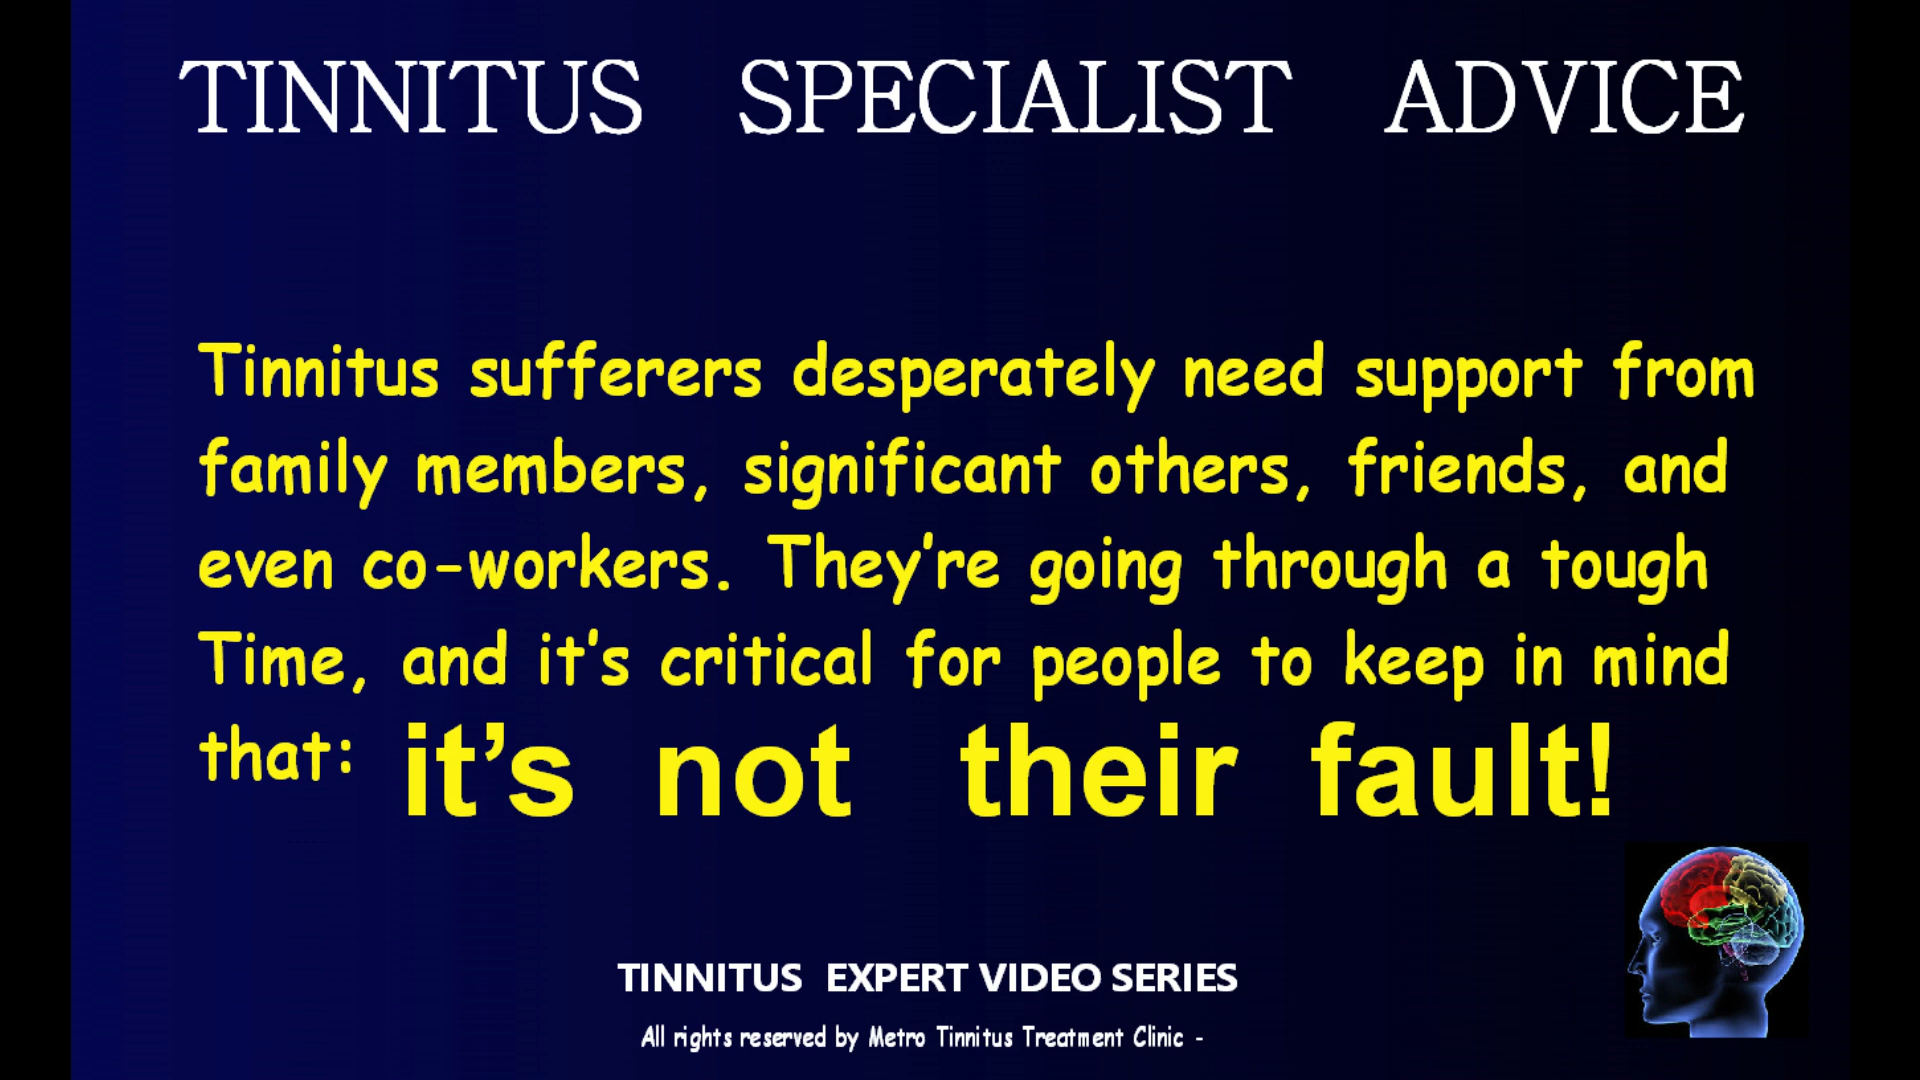 TINNITUS SPECIALIST ADVICE
Tinnitus sufferers desperately need support from
family members, significant others, friends, and
even co-workers. They’re going through a tough
Time, and it’s critical for people to keep in mind
that: it’s not their fault!
TINNITUS EXPERT VIDEO SERIES
All rights reserved by Metro Tinnitus Treatment Clinic -